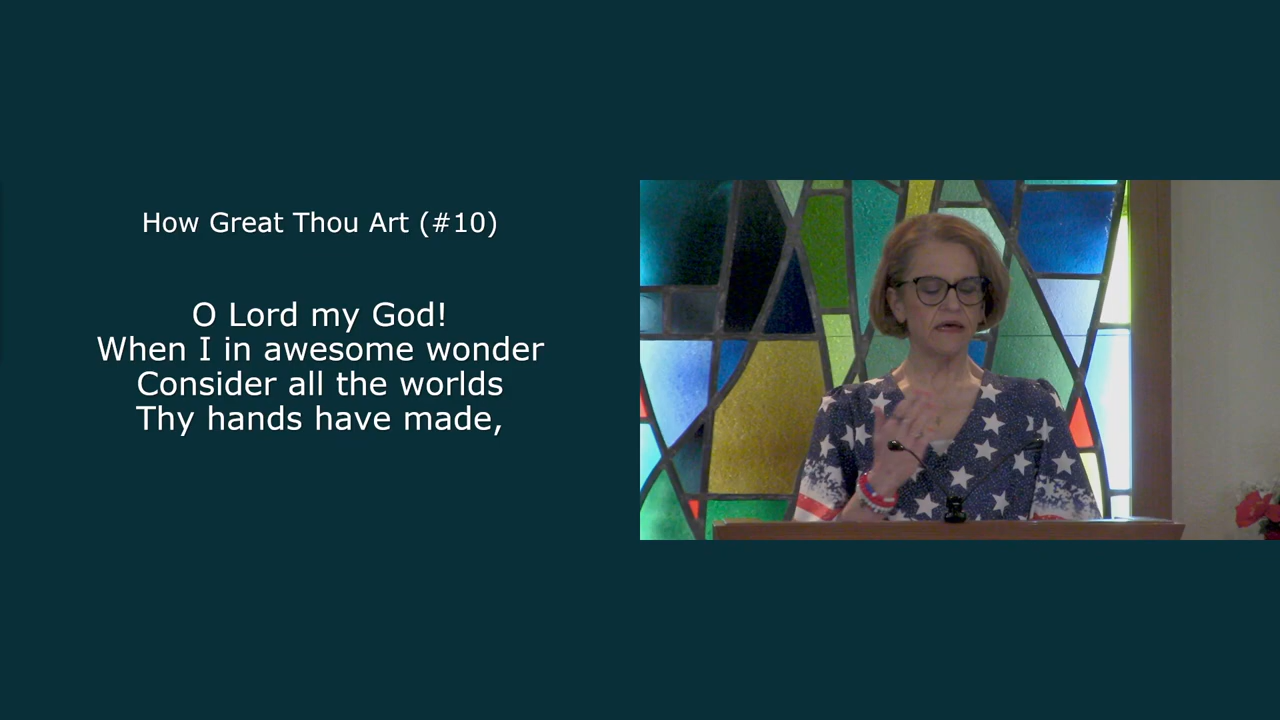 How Great Thou Art (#10)
O Lord my God!
When I in awesome wonder
Consider all the worlds
Thy hands have made,